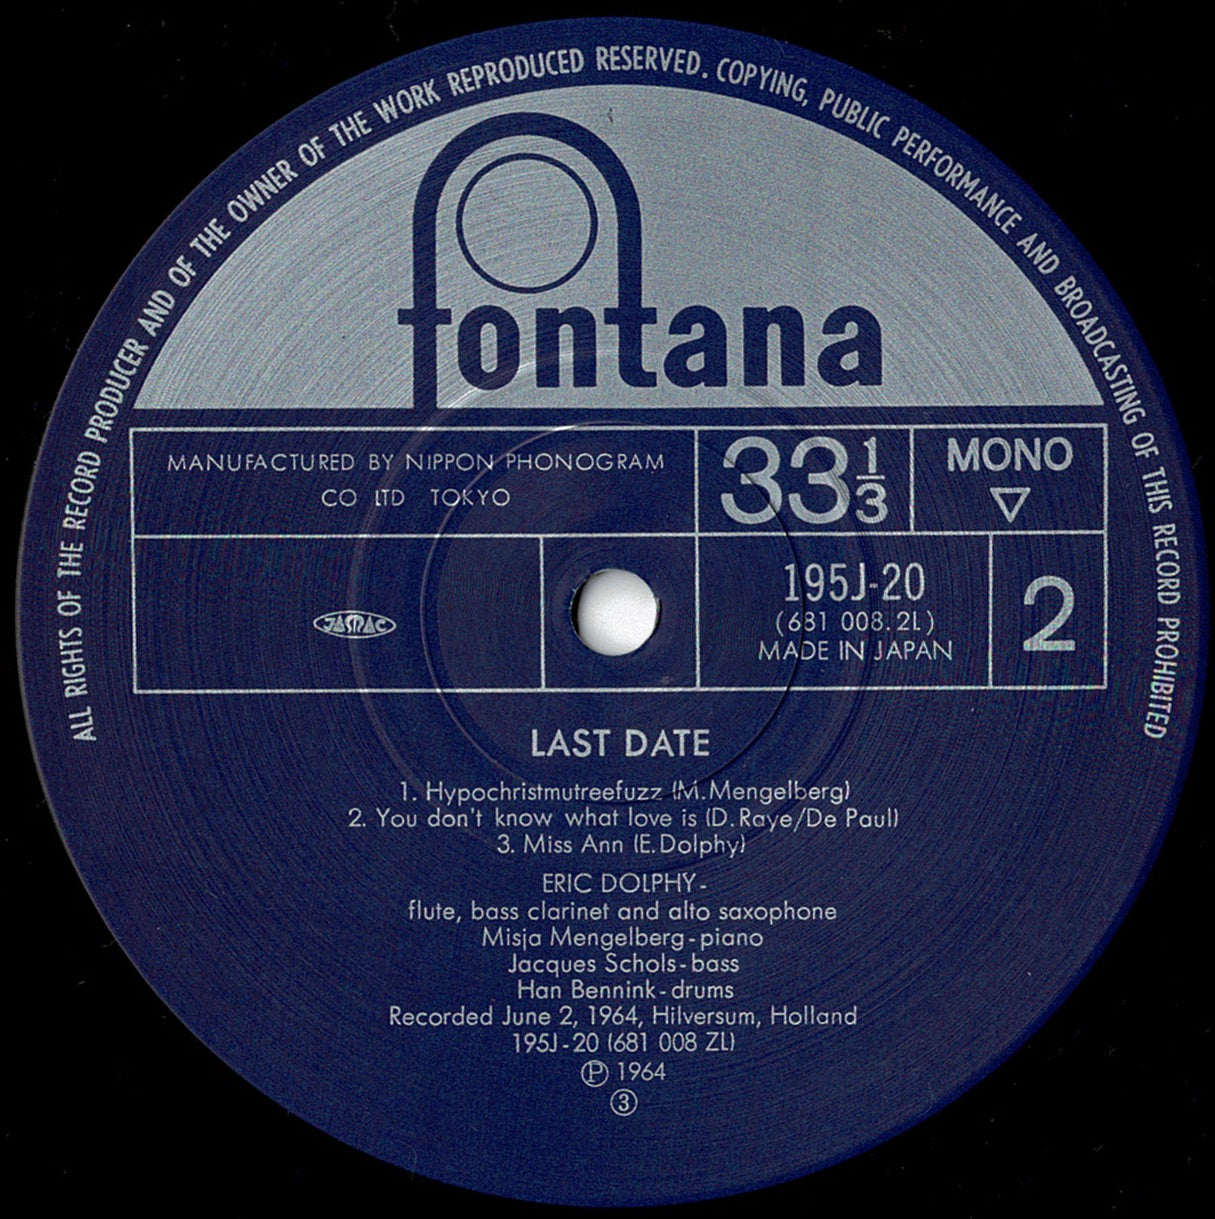 ALL RIGHTS OF THE RECORD PRODUCER AND OF THE OWNER OF THE WORK REPRODUCED RESERVED. COPYING, PUBLIC PERFORMANCE AND BROADCASTING OF THIS RECORD PROHIBITED
fontana
MANUFACTURED BY NIPPON PHONOGRAM
CO LTD TOKYO
33 1/3
MONO
▽
JASRAC
195J-20
(681 008.2L)
MADE IN JAPAN
2
LAST DATE
1. Hypochristmutreefuzz (M.Mengelberg)
2. You don't know what love is (D.Raye/De Paul)
3. Miss Ann (E.Dolphy)
ERIC DOLPHY-
flute, bass clarinet and alto saxophone
Misja Mengelberg-piano
Jacques Schols-bass
Han Bennink-drums
Recorded June 2, 1964, Hilversum, Holland
195J-20 (681 008 ZL)
Ⓟ 1964
③